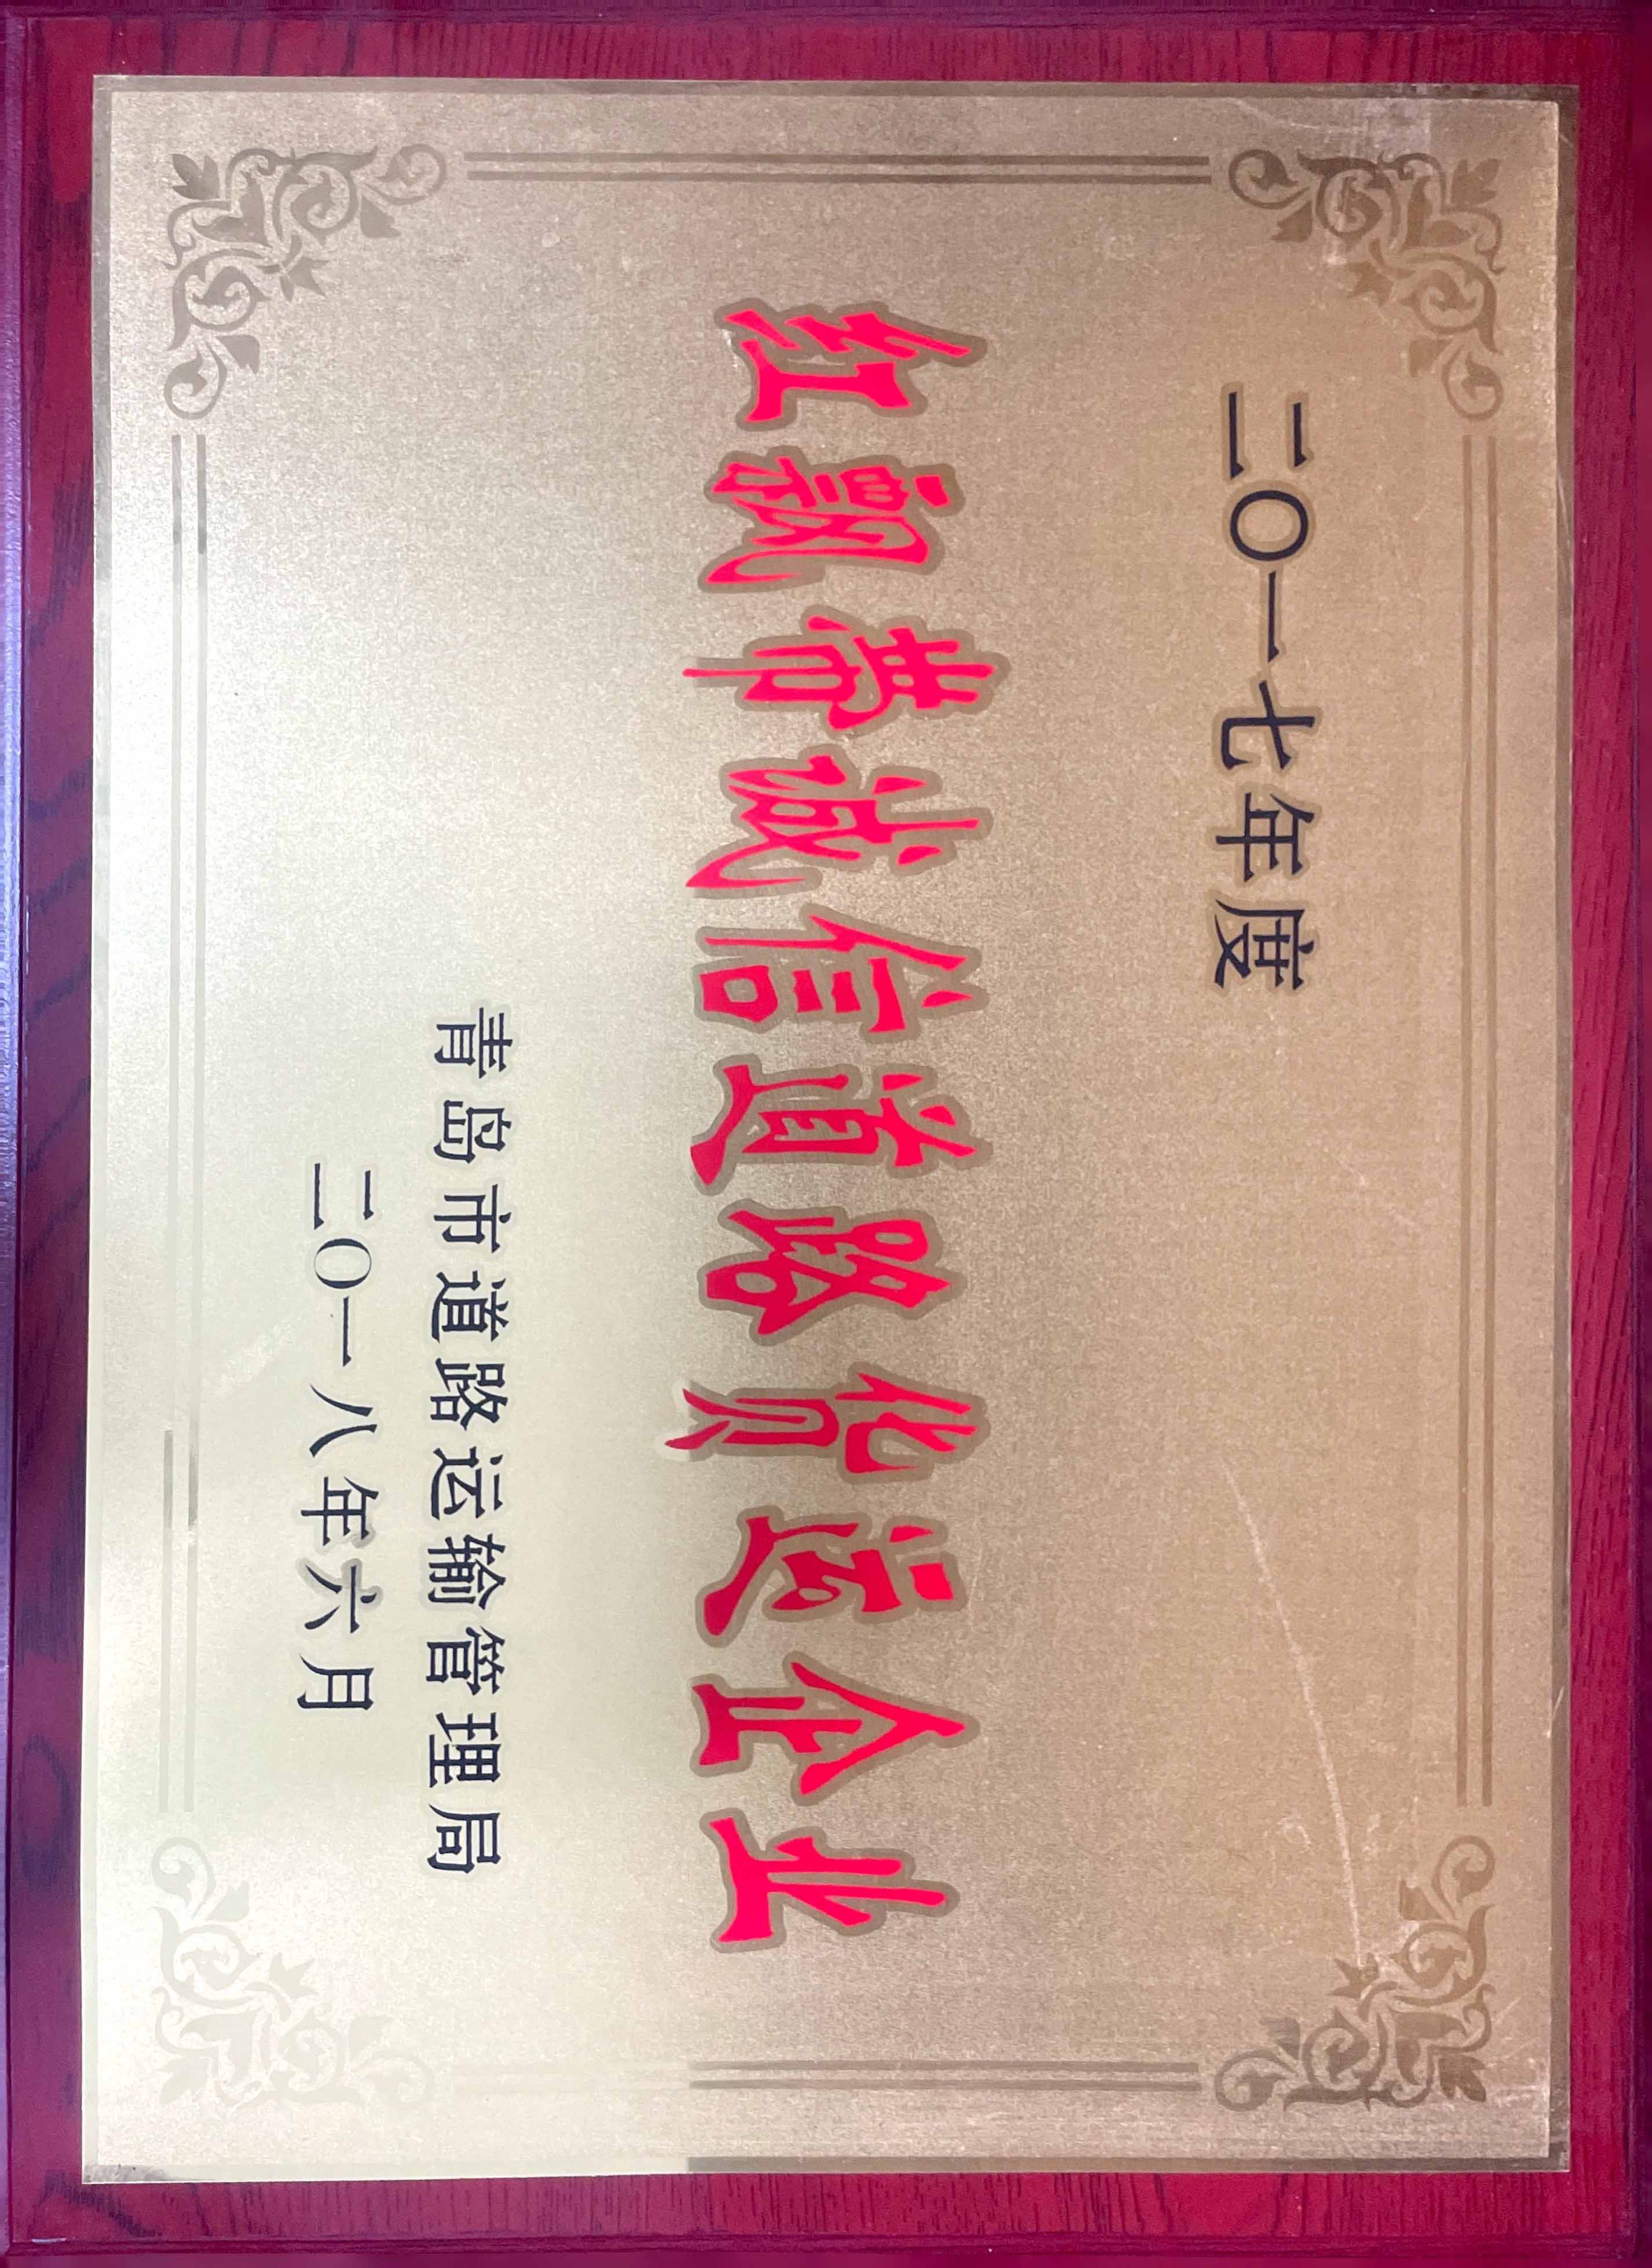 二〇一七年度
红飘带诚信道路货运企业
青岛市道路运输管理局
二〇一八年六月